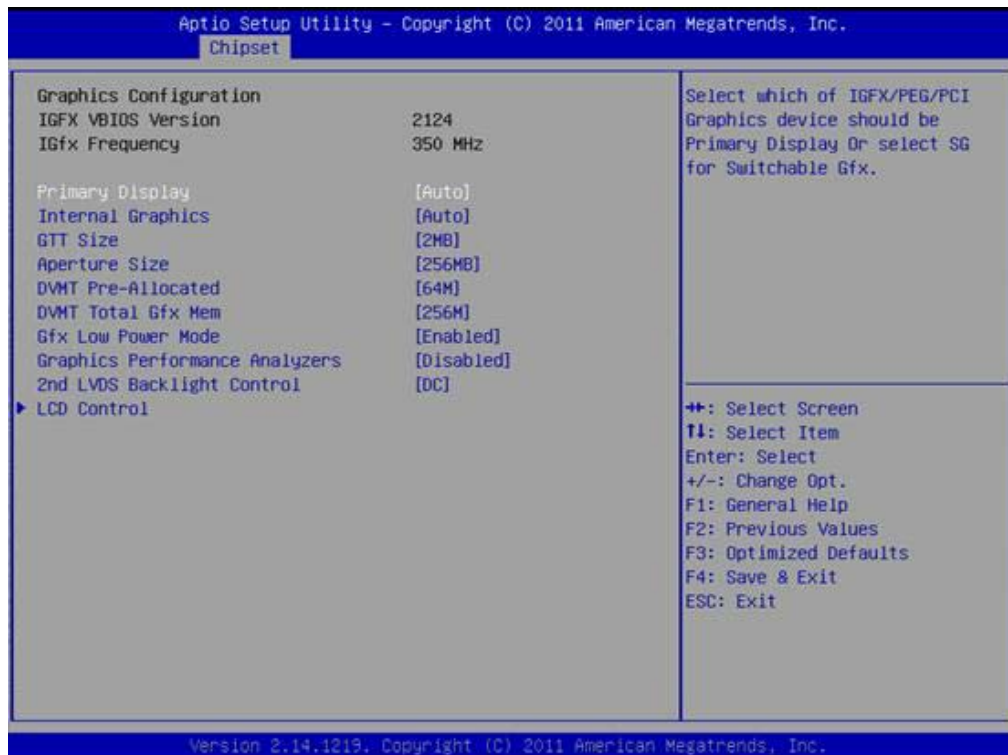 Aptio Setup Utility – Copyright (C) 2011 American Megatrends, Inc.
Chipset
Graphics Configuration
IGFX VBIOS Version 2124
IGfx Frequency 350 MHz
Primary Display [Auto]
Internal Graphics [Auto]
GTT Size [2MB]
Aperture Size [256MB]
DVMT Pre-Allocated [64M]
DVMT Total Gfx Mem [256M]
Gfx Low Power Mode [Enabled]
Graphics Performance Analyzers [Disabled]
2nd LVDS Backlight Control [DC]
LCD Control
Select which of IGFX/PEG/PCI
Graphics device should be
Primary Display Or select SG
for Switchable Gfx.
→←: Select Screen
↑↓: Select Item
Enter: Select
+/-: Change Opt.
F1: General Help
F2: Previous Values
F3: Optimized Defaults
F4: Save & Exit
ESC: Exit
Version 2.14.1219. Copyright (C) 2011 American Megatrends, Inc.